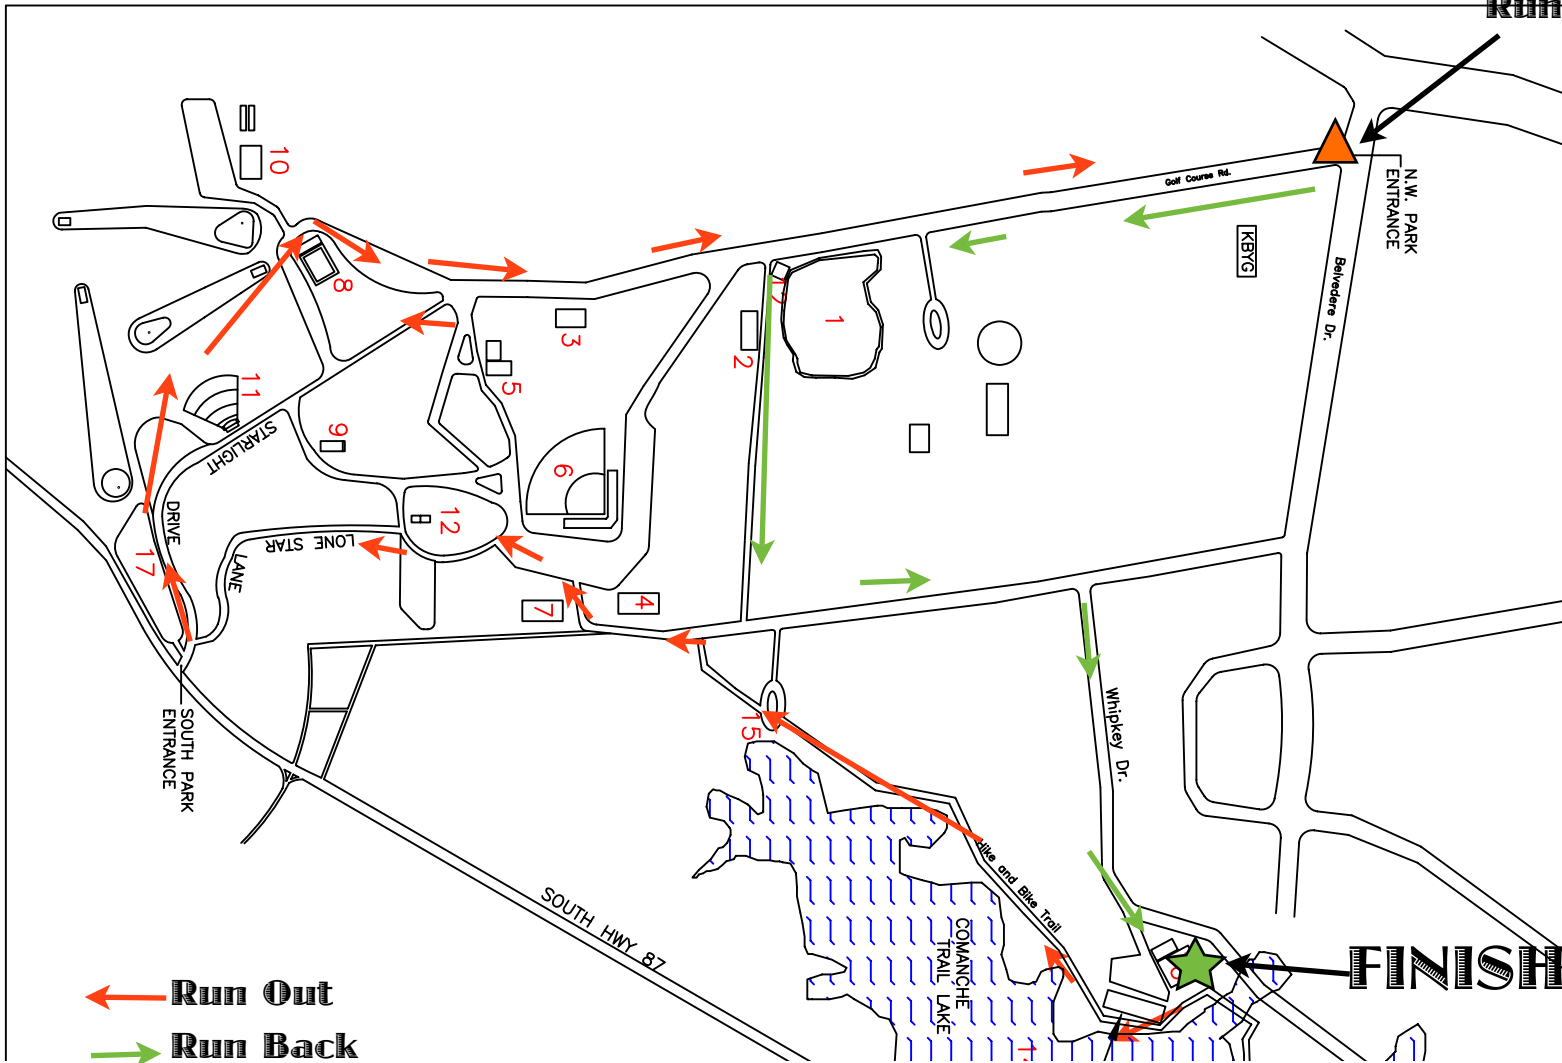 Run
N.W. PARK
ENTRANCE
Golf Course Rd.
KBYG
Belvedere Dr.
10
8
3
5
2
1
11
9
6
12
STARLIGHT
DRIVE
LONE STAR
LANE
17
7
4
15
SOUTH PARK
ENTRANCE
Whipkey Dr.
SOUTH HWY 87
Hike and Bike Trail
COMANCHE
TRAIL LAKE
FINISH
Run Out
Run Back